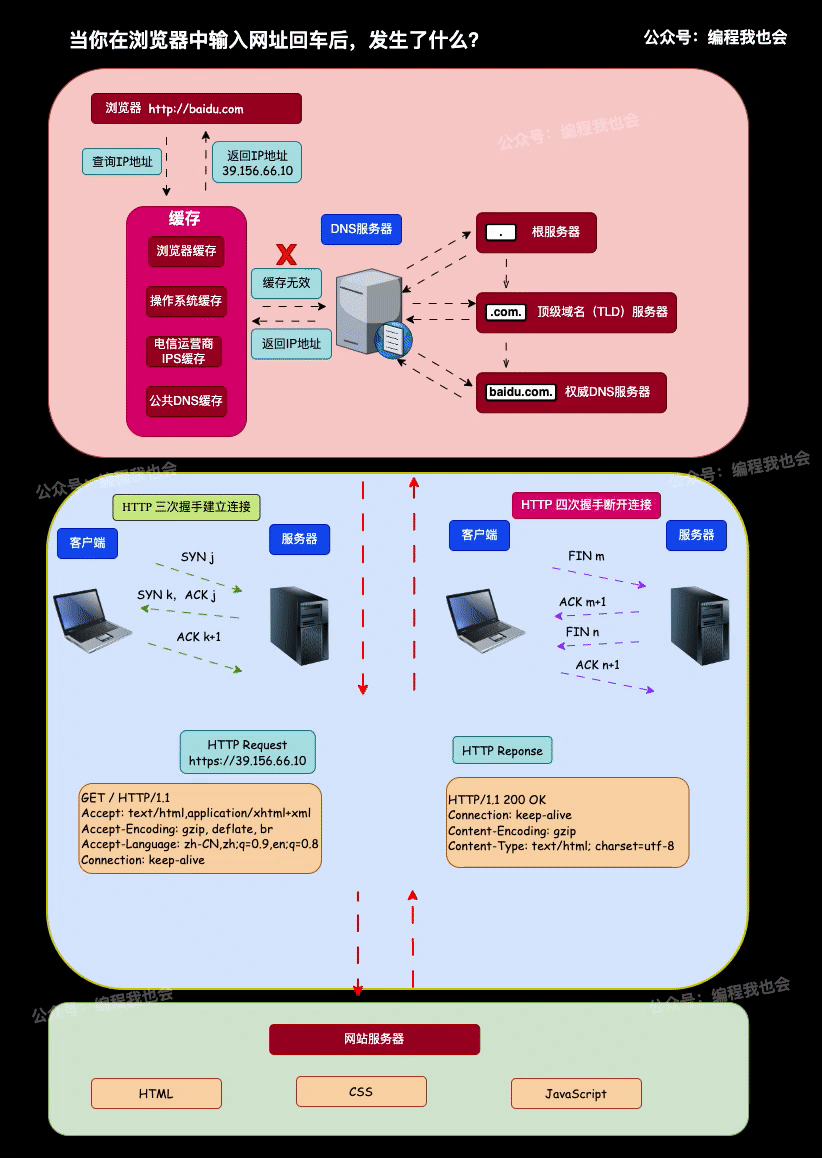 当你在浏览器中输入网址回车后，发生了什么？
公众号：编程我也会
浏览器 http://baidu.com
公众号：编程我也会
查询IP地址
返回IP地址
39.156.66.10
缓存
浏览器缓存
操作系统缓存
电信运营商
IPS缓存
公共DNS缓存
缓存无效
返回IP地址
DNS服务器
. 根服务器
.com. 顶级域名（TLD）服务器
baidu.com. 权威DNS服务器
公众号：编程我也会
公众号：编程我也会
HTTP 三次握手建立连接
客户端
服务器
SYN j
SYN k，ACK j
ACK k+1
HTTP 四次握手断开连接
客户端
服务器
FIN m
ACK m+1
FIN n
ACK n+1
HTTP Request
https://39.156.66.10
GET / HTTP/1.1
Accept: text/html,application/xhtml+xml
Accept-Encoding: gzip, deflate, br
Accept-Language: zh-CN,zh;q=0.9,en;q=0.8
Connection: keep-alive
HTTP Reponse
HTTP/1.1 200 OK
Connection: keep-alive
Content-Encoding: gzip
Content-Type: text/html; charset=utf-8
公众号：编程我也会
公众号：编程我也会
网站服务器
HTML
CSS
JavaScript